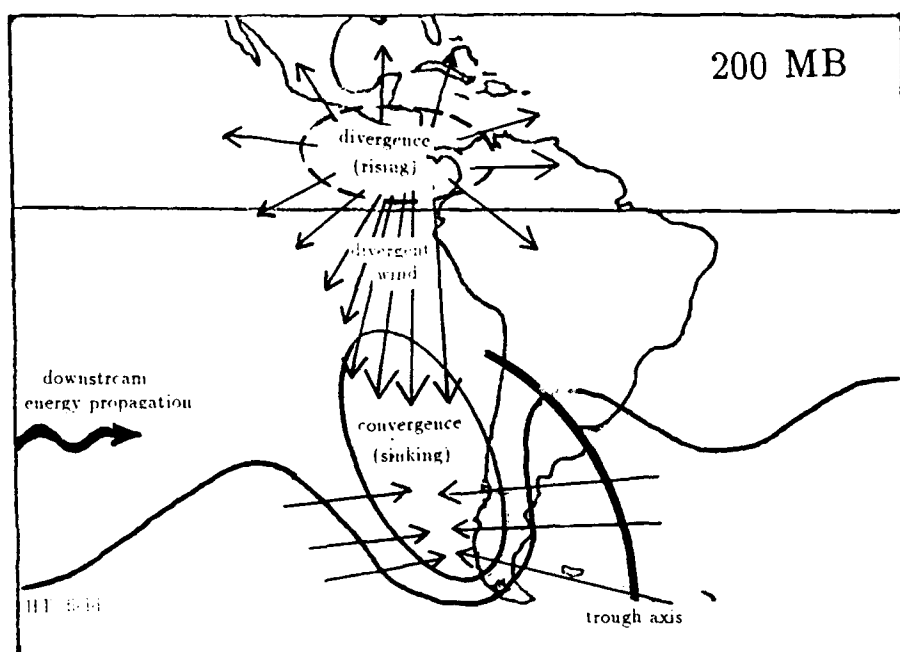 200 MB
divergence
(rising)
divergent
wind
downstream
energy propagation
convergence
(sinking)
trough axis